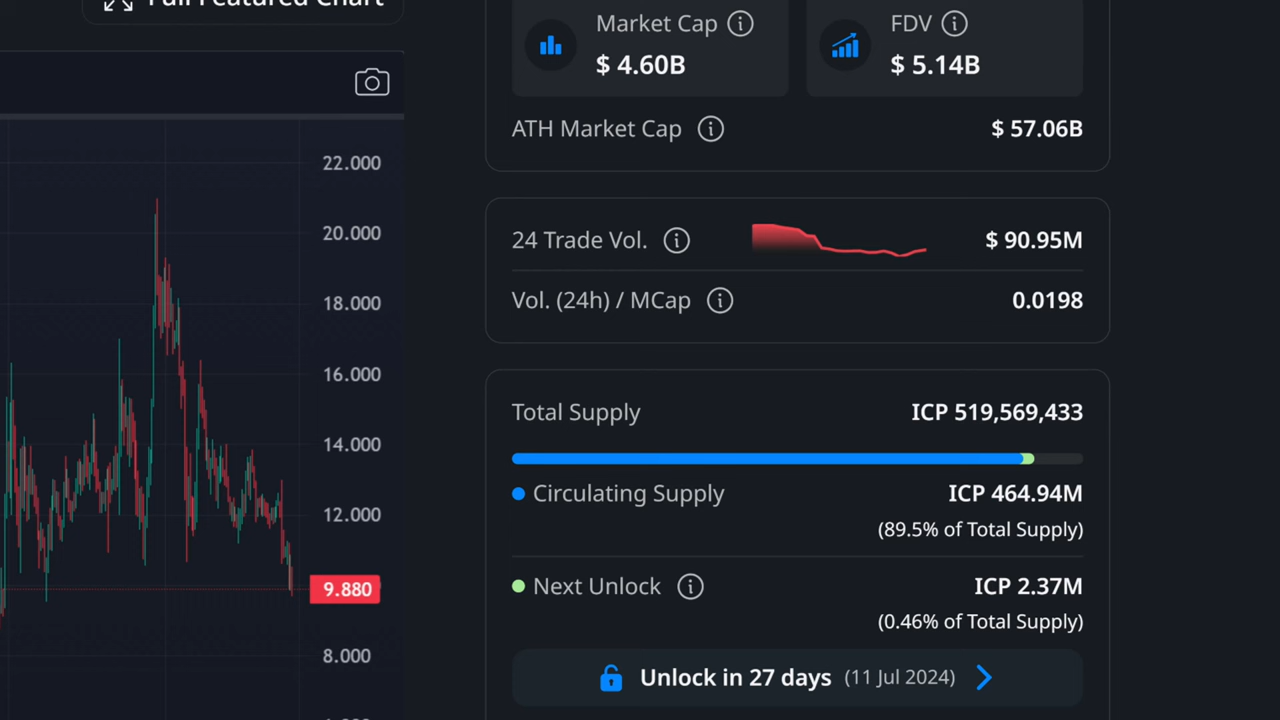 Full Featured Chart
22.000
20.000
18.000
16.000
14.000
12.000
9.880
8.000
Market Cap
$ 4.60B
FDV
$ 5.14B
ATH Market Cap $ 57.06B
24 Trade Vol. $ 90.95M
Vol. (24h) / MCap 0.0198
Total Supply ICP 519,569,433
Circulating Supply ICP 464.94M
(89.5% of Total Supply)
Next Unlock ICP 2.37M
(0.46% of Total Supply)
Unlock in 27 days (11 Jul 2024)